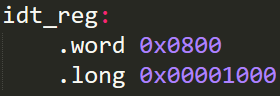 idt_reg:
    .word 0x0800
    .long 0x00001000